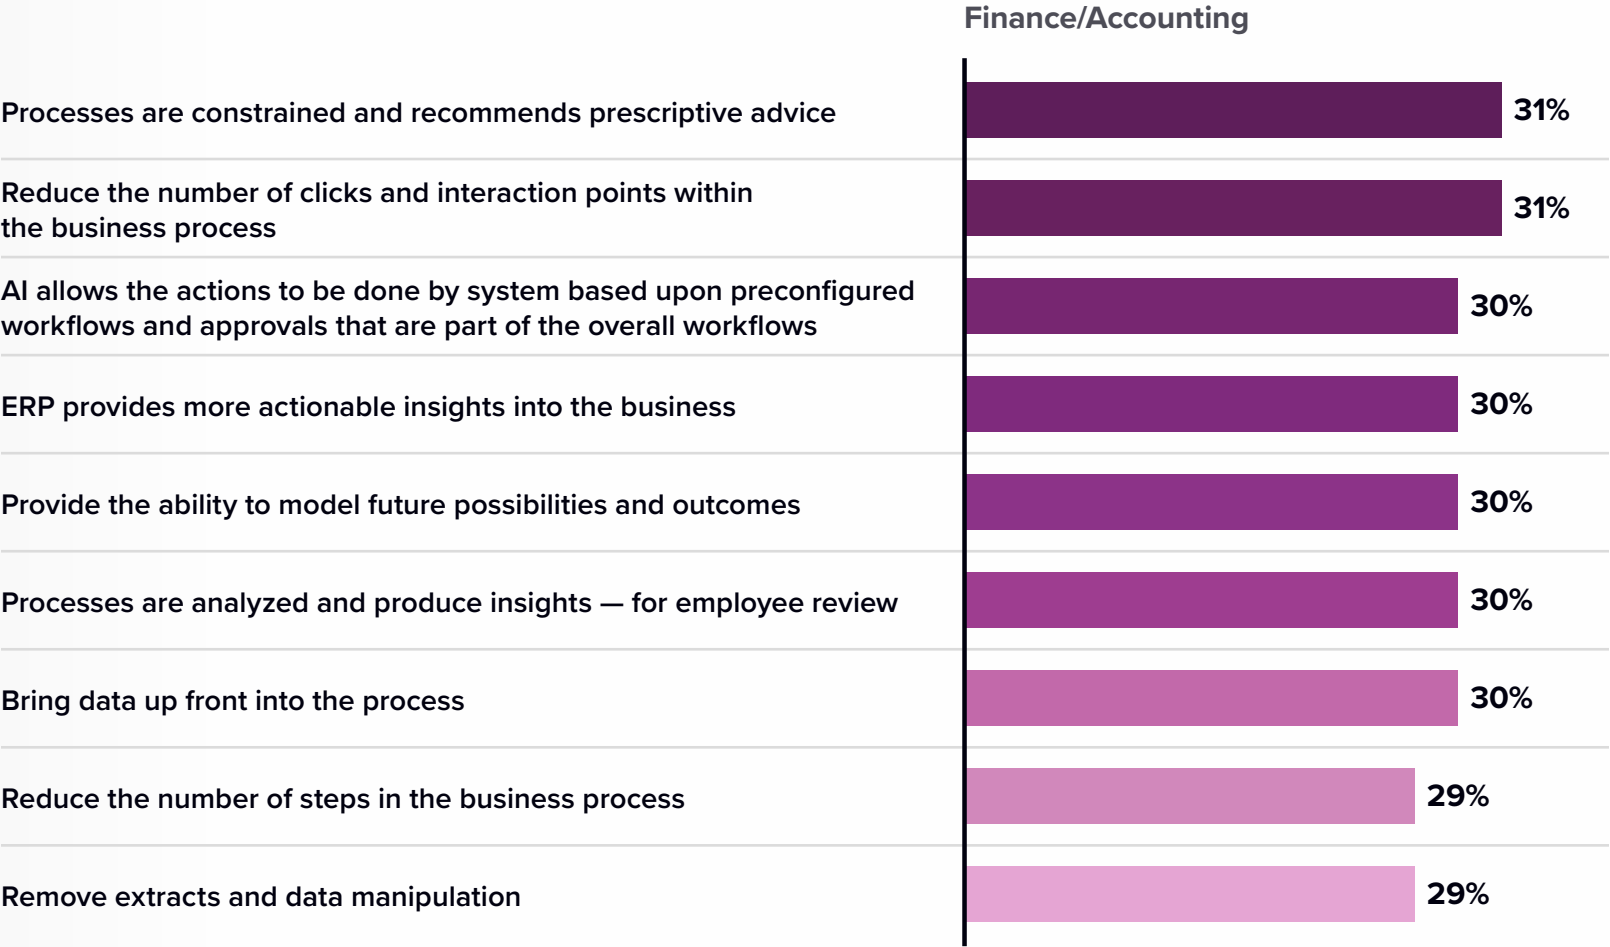 Finance/Accounting
Processes are constrained and recommends prescriptive advice
31%
Reduce the number of clicks and interaction points within
the business process
31%
AI allows the actions to be done by system based upon preconfigured
workflows and approvals that are part of the overall workflows
30%
ERP provides more actionable insights into the business
30%
Provide the ability to model future possibilities and outcomes
30%
Processes are analyzed and produce insights — for employee review
30%
Bring data up front into the process
30%
Reduce the number of steps in the business process
29%
Remove extracts and data manipulation
29%